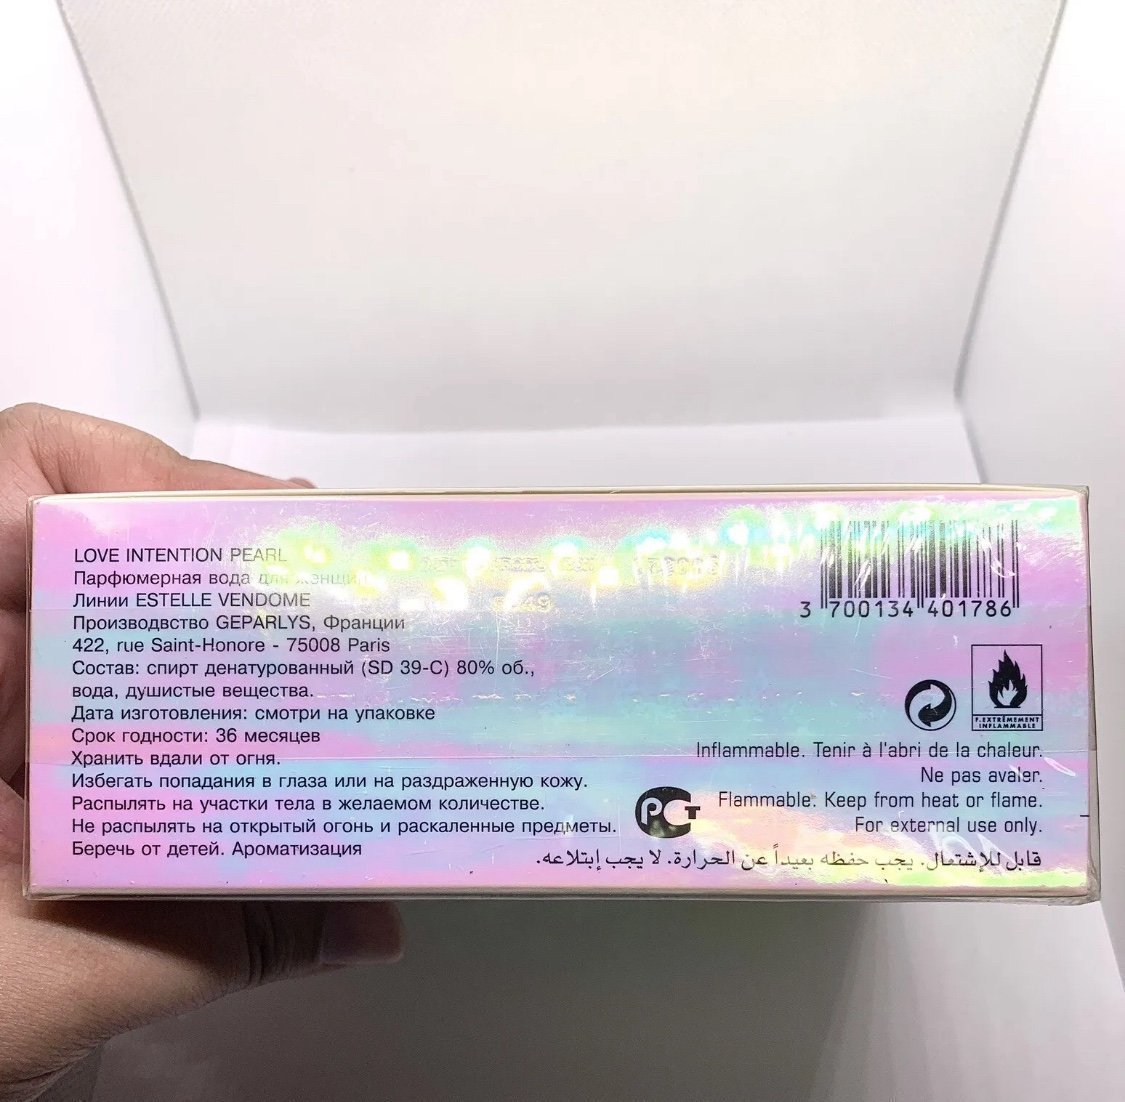 LOVE INTENTION PEARL
Парфюмерная вода для женщин
Линии ESTELLE VENDOME
Производвство GEPARLYS, Франции
422, rue Saint-Honore - 75008 Paris
Состав: спирт денатурованный (SD 39-C) 80% об.,
вода, душистые вещества.
Дата изготовления: смотри на упаковке
Срок годности: 36 месяцев
Хранить вдали от огня.
Избегать попадания в глаза или на раздраженную кожу.
Распылять на участки тела в желаемом количестве.
Не распылять на открытый огонь и раскаленные предметы.
Беречь от детей. Ароматизация
3 700134 401786
F.EXTRÊMEMENT
INFLAMMABLE
Inflammable. Tenir à l'abri de la chaleur.
Ne pas avaler.
РСТ
Flammable. Keep from heat or flame.
For external use only.
قابل للإشتمال. يجب حفظه بعيداً عن الحرارة. لا يجب إبتلاعه.